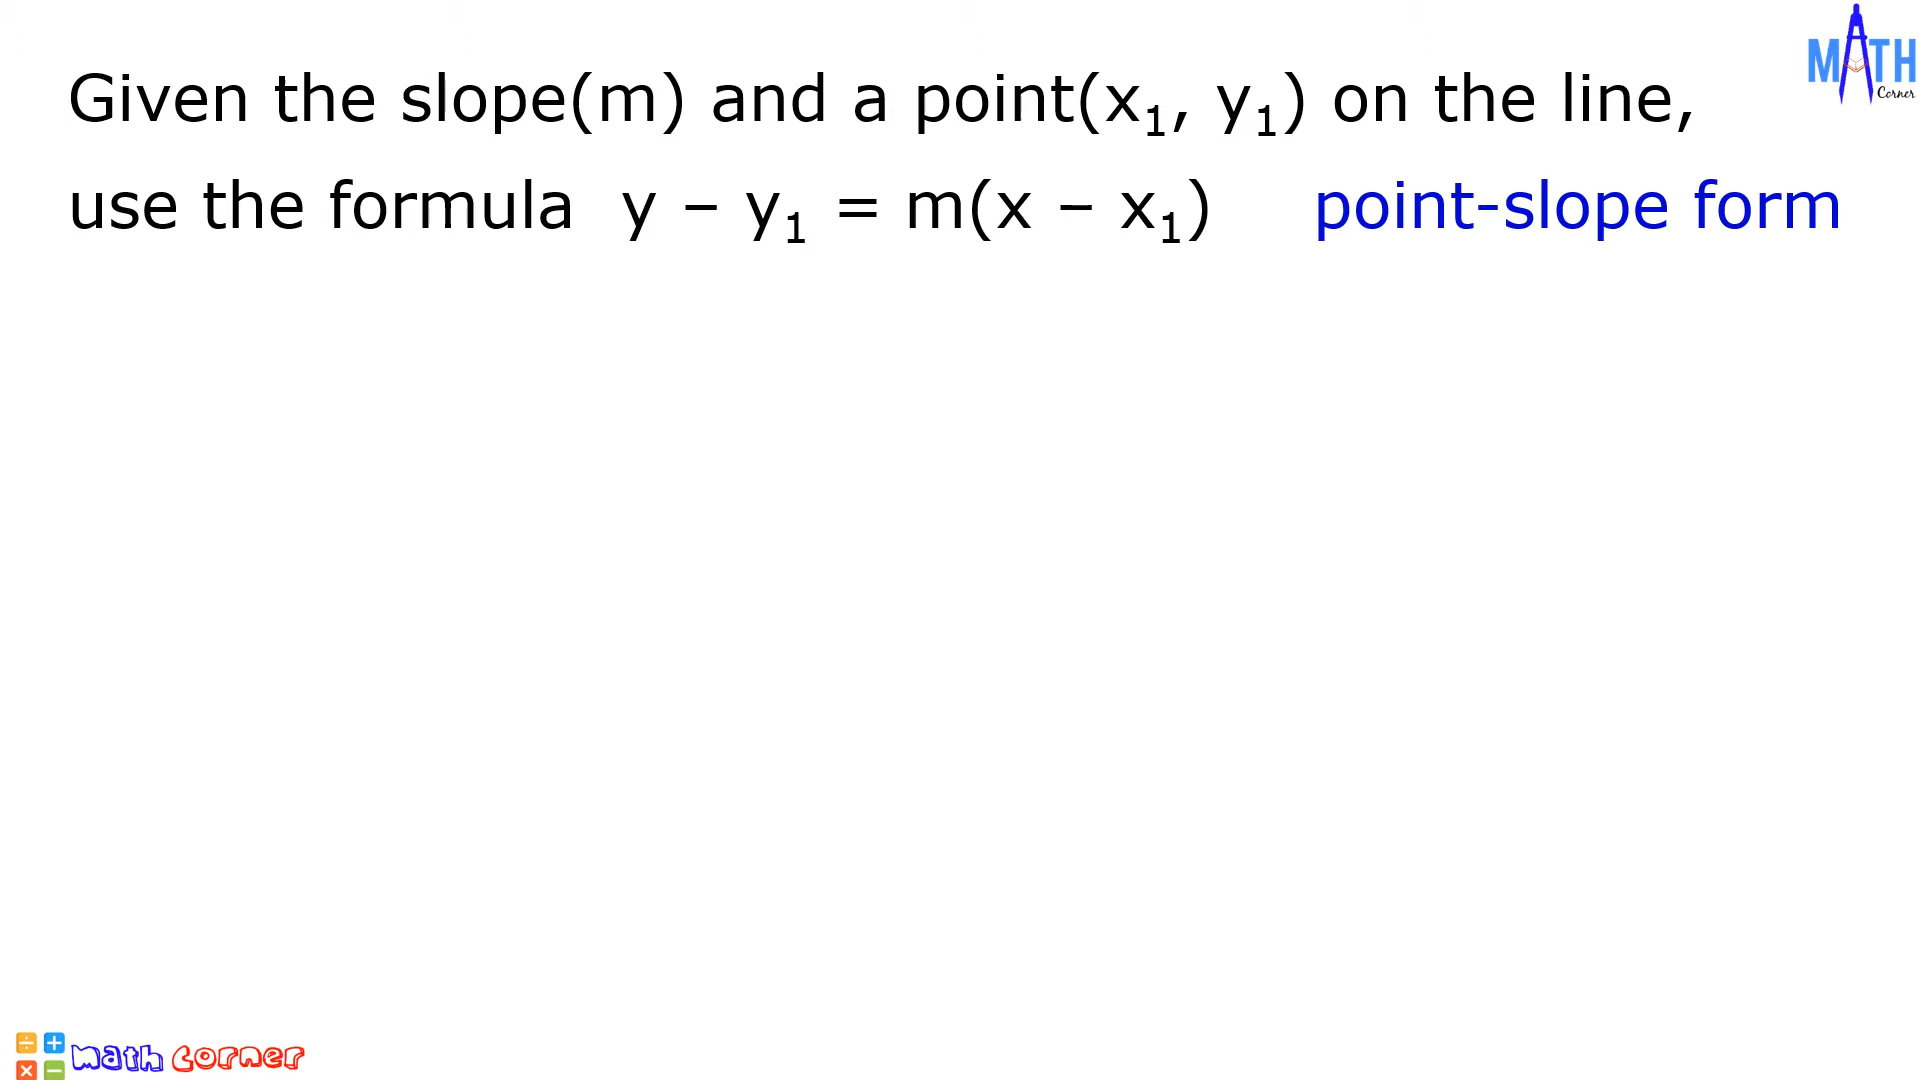 MATH
Corner
Given the slope(m) and a point(x₁, y₁) on the line,
use the formula y – y₁ = m(x – x₁) point-slope form
math corner